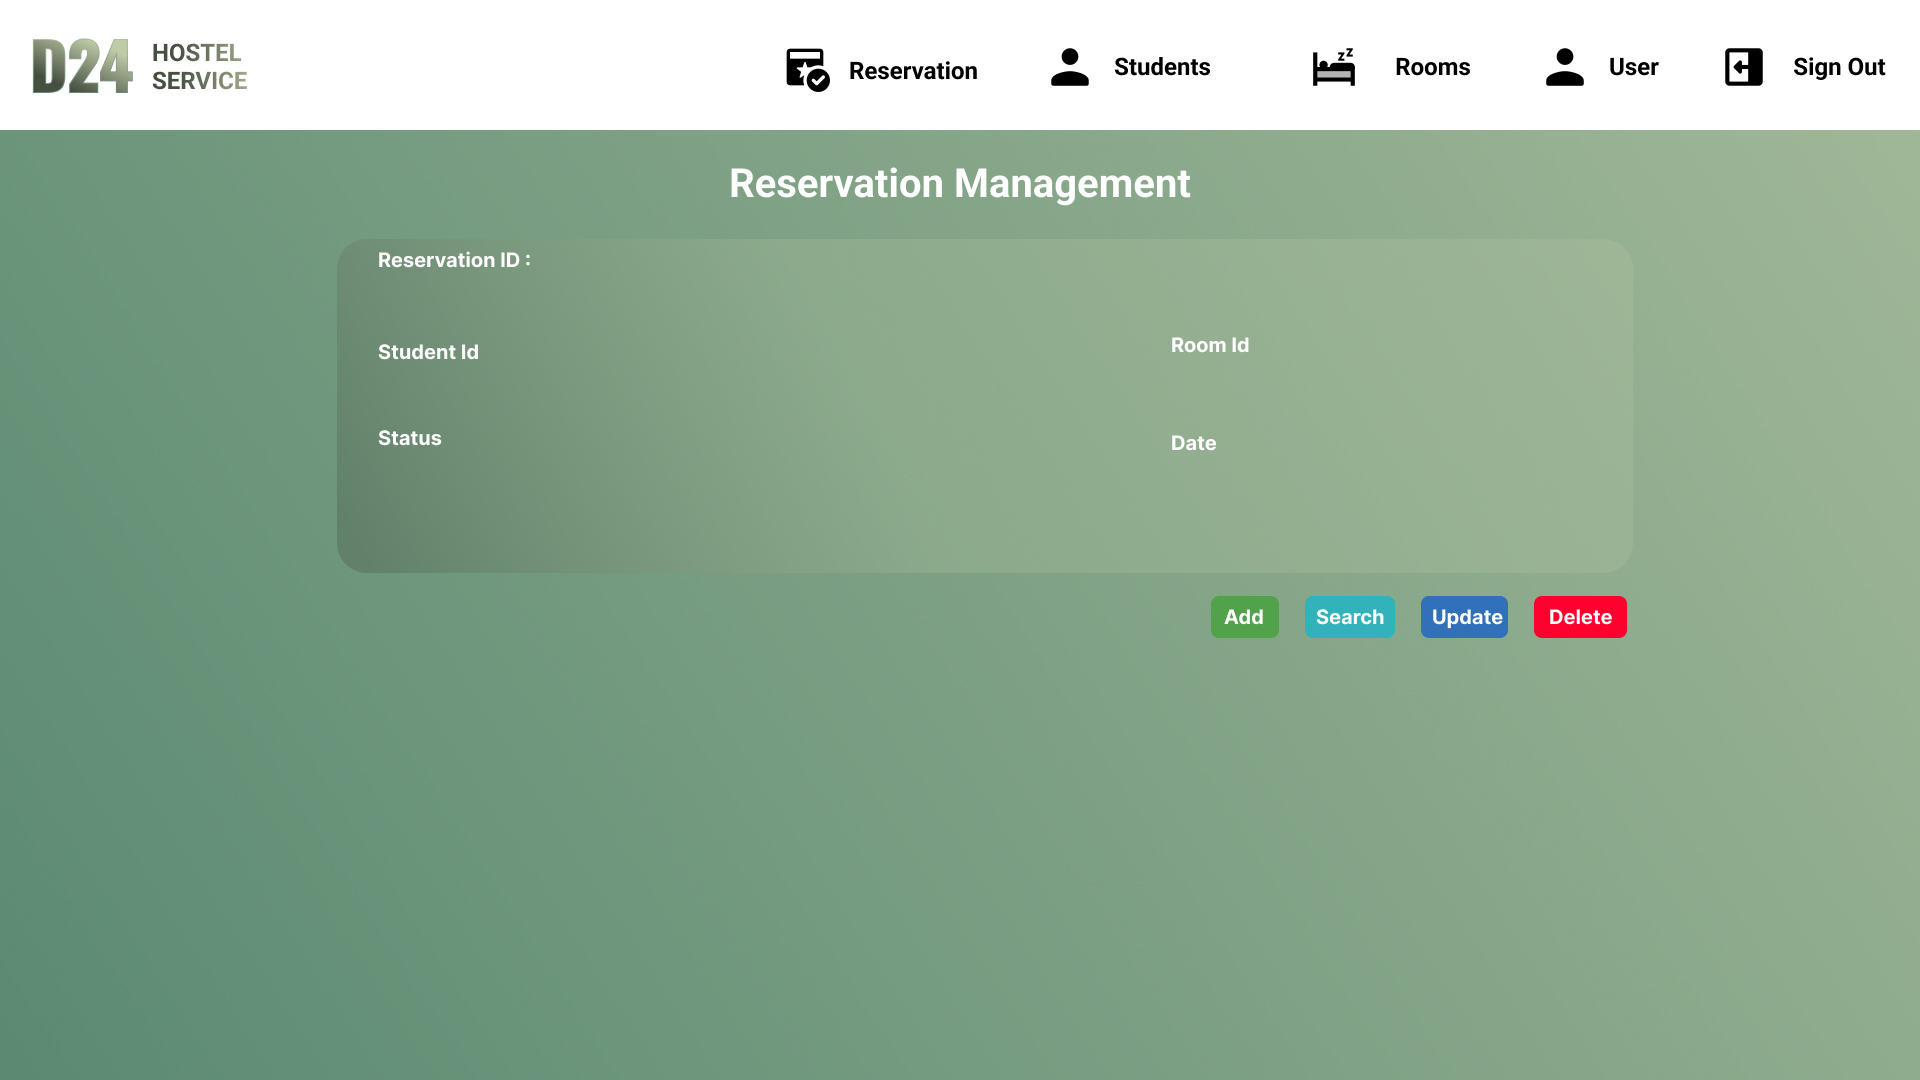 D24
HOSTEL
SERVICE
Reservation
Students
zz
Rooms
User
Sign Out
Reservation Management
Reservation ID :
Student Id
Room Id
Status
Date
Add
Search
Update
Delete